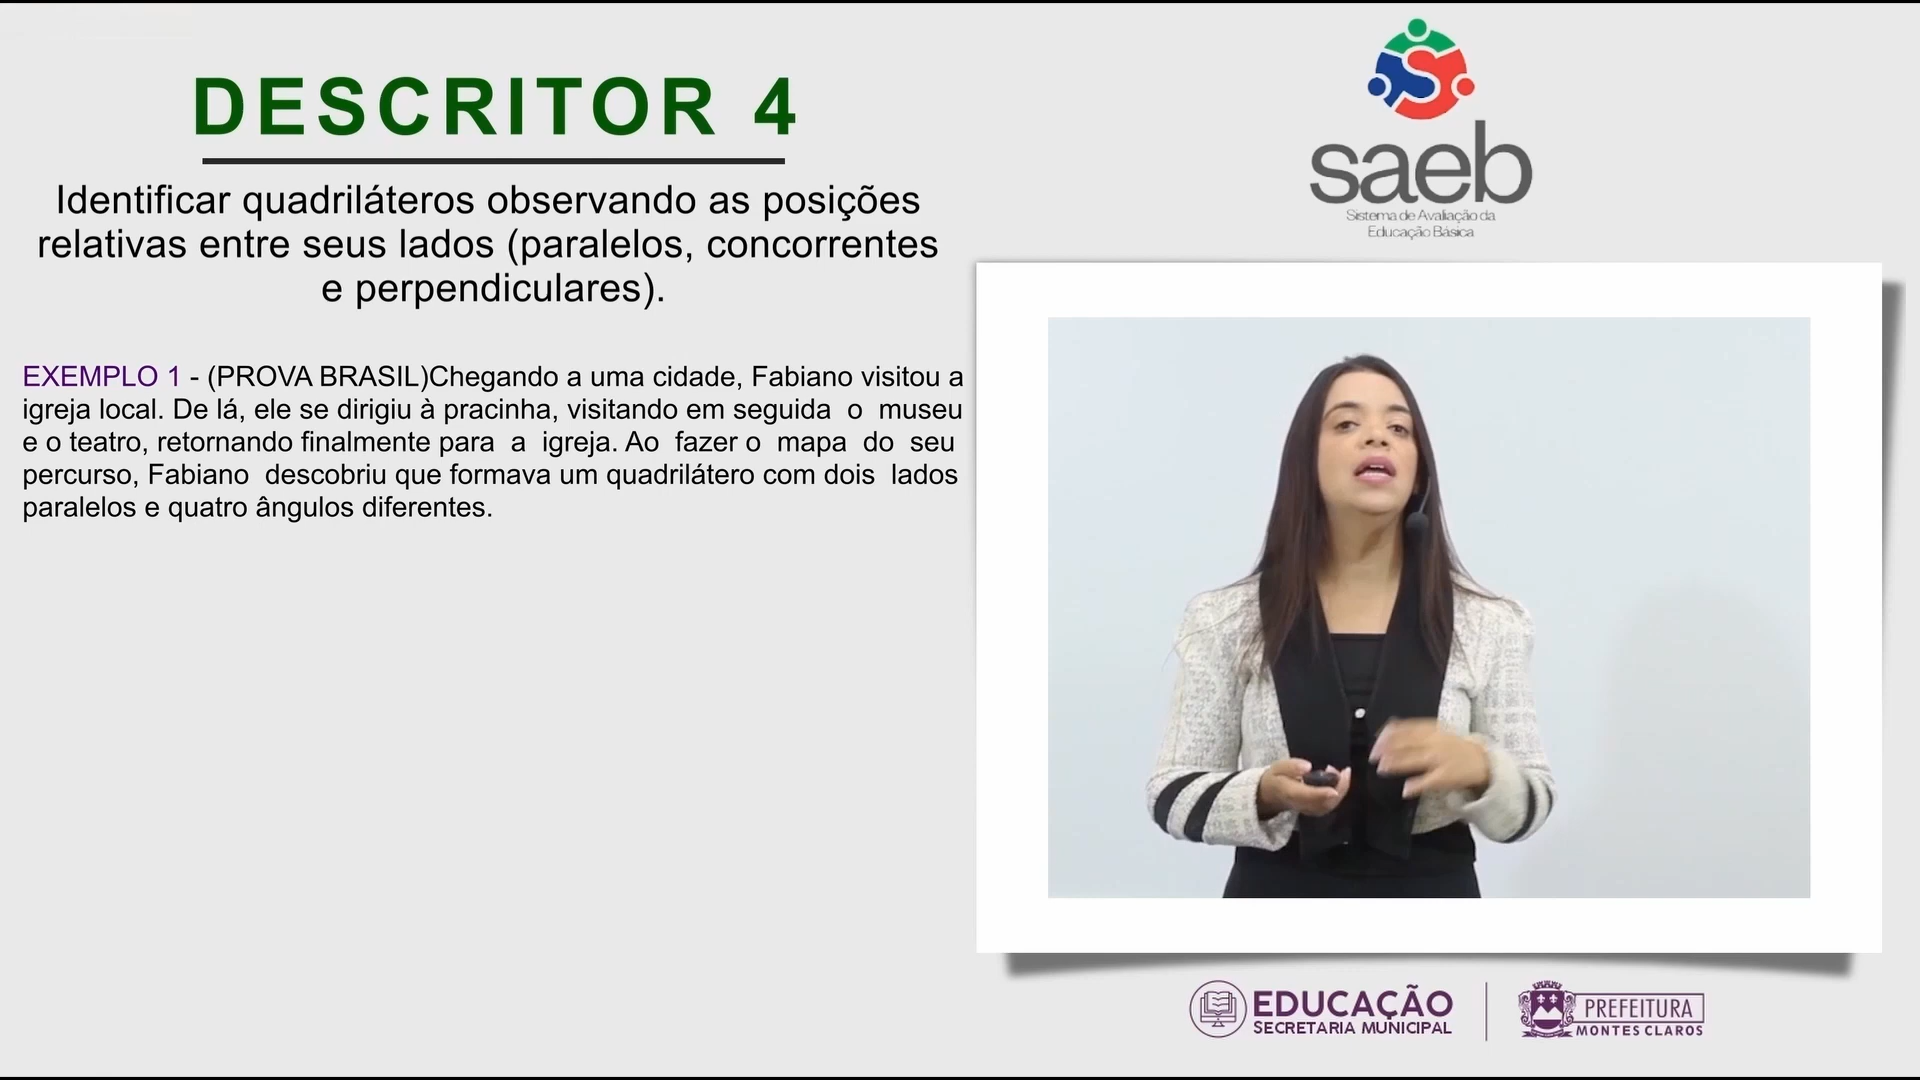 DESCRITOR 4
Identificar quadriláteros observando as posições
relativas entre seus lados (paralelos, concorrentes
e perpendiculares).
EXEMPLO 1 - (PROVA BRASIL)Chegando a uma cidade, Fabiano visitou a
igreja local. De lá, ele se dirigiu à pracinha, visitando em seguida o museu
e o teatro, retornando finalmente para a igreja. Ao fazer o mapa do seu
percurso, Fabiano descobriu que formava um quadrilátero com dois lados
paralelos e quatro ângulos diferentes.
saeb
Sistema de Avaliação da
Educação Básica
EDUCAÇÃO
SECRETARIA MUNICIPAL
PREFEITURA
MONTES CLAROS